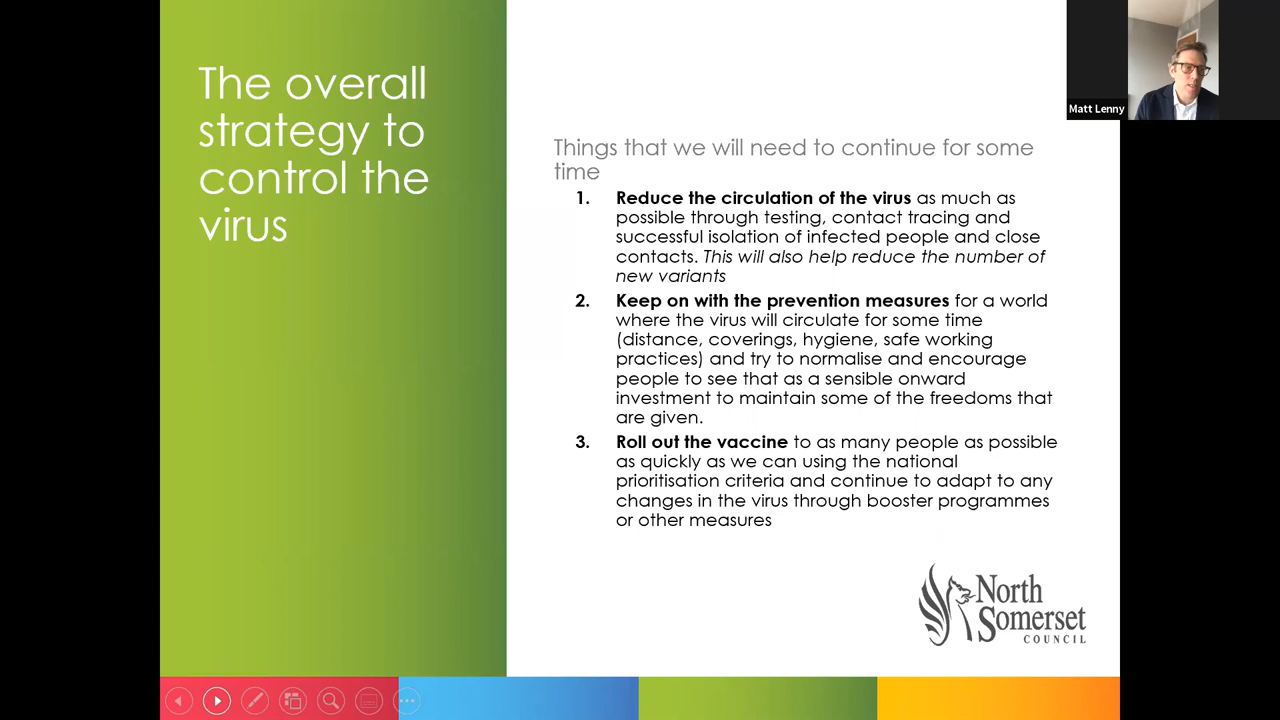 The overall
strategy to
control the
virus
Matt Lenny
Things that we will need to continue for some
time
1. Reduce the circulation of the virus as much as
possible through testing, contact tracing and
successful isolation of infected people and close
contacts. This will also help reduce the number of
new variants
2. Keep on with the prevention measures for a world
where the virus will circulate for some time
(distance, coverings, hygiene, safe working
practices) and try to normalise and encourage
people to see that as a sensible onward
investment to maintain some of the freedoms that
are given.
3. Roll out the vaccine to as many people as possible
as quickly as we can using the national
prioritisation criteria and continue to adapt to any
changes in the virus through booster programmes
or other measures
North
Somerset
COUNCIL